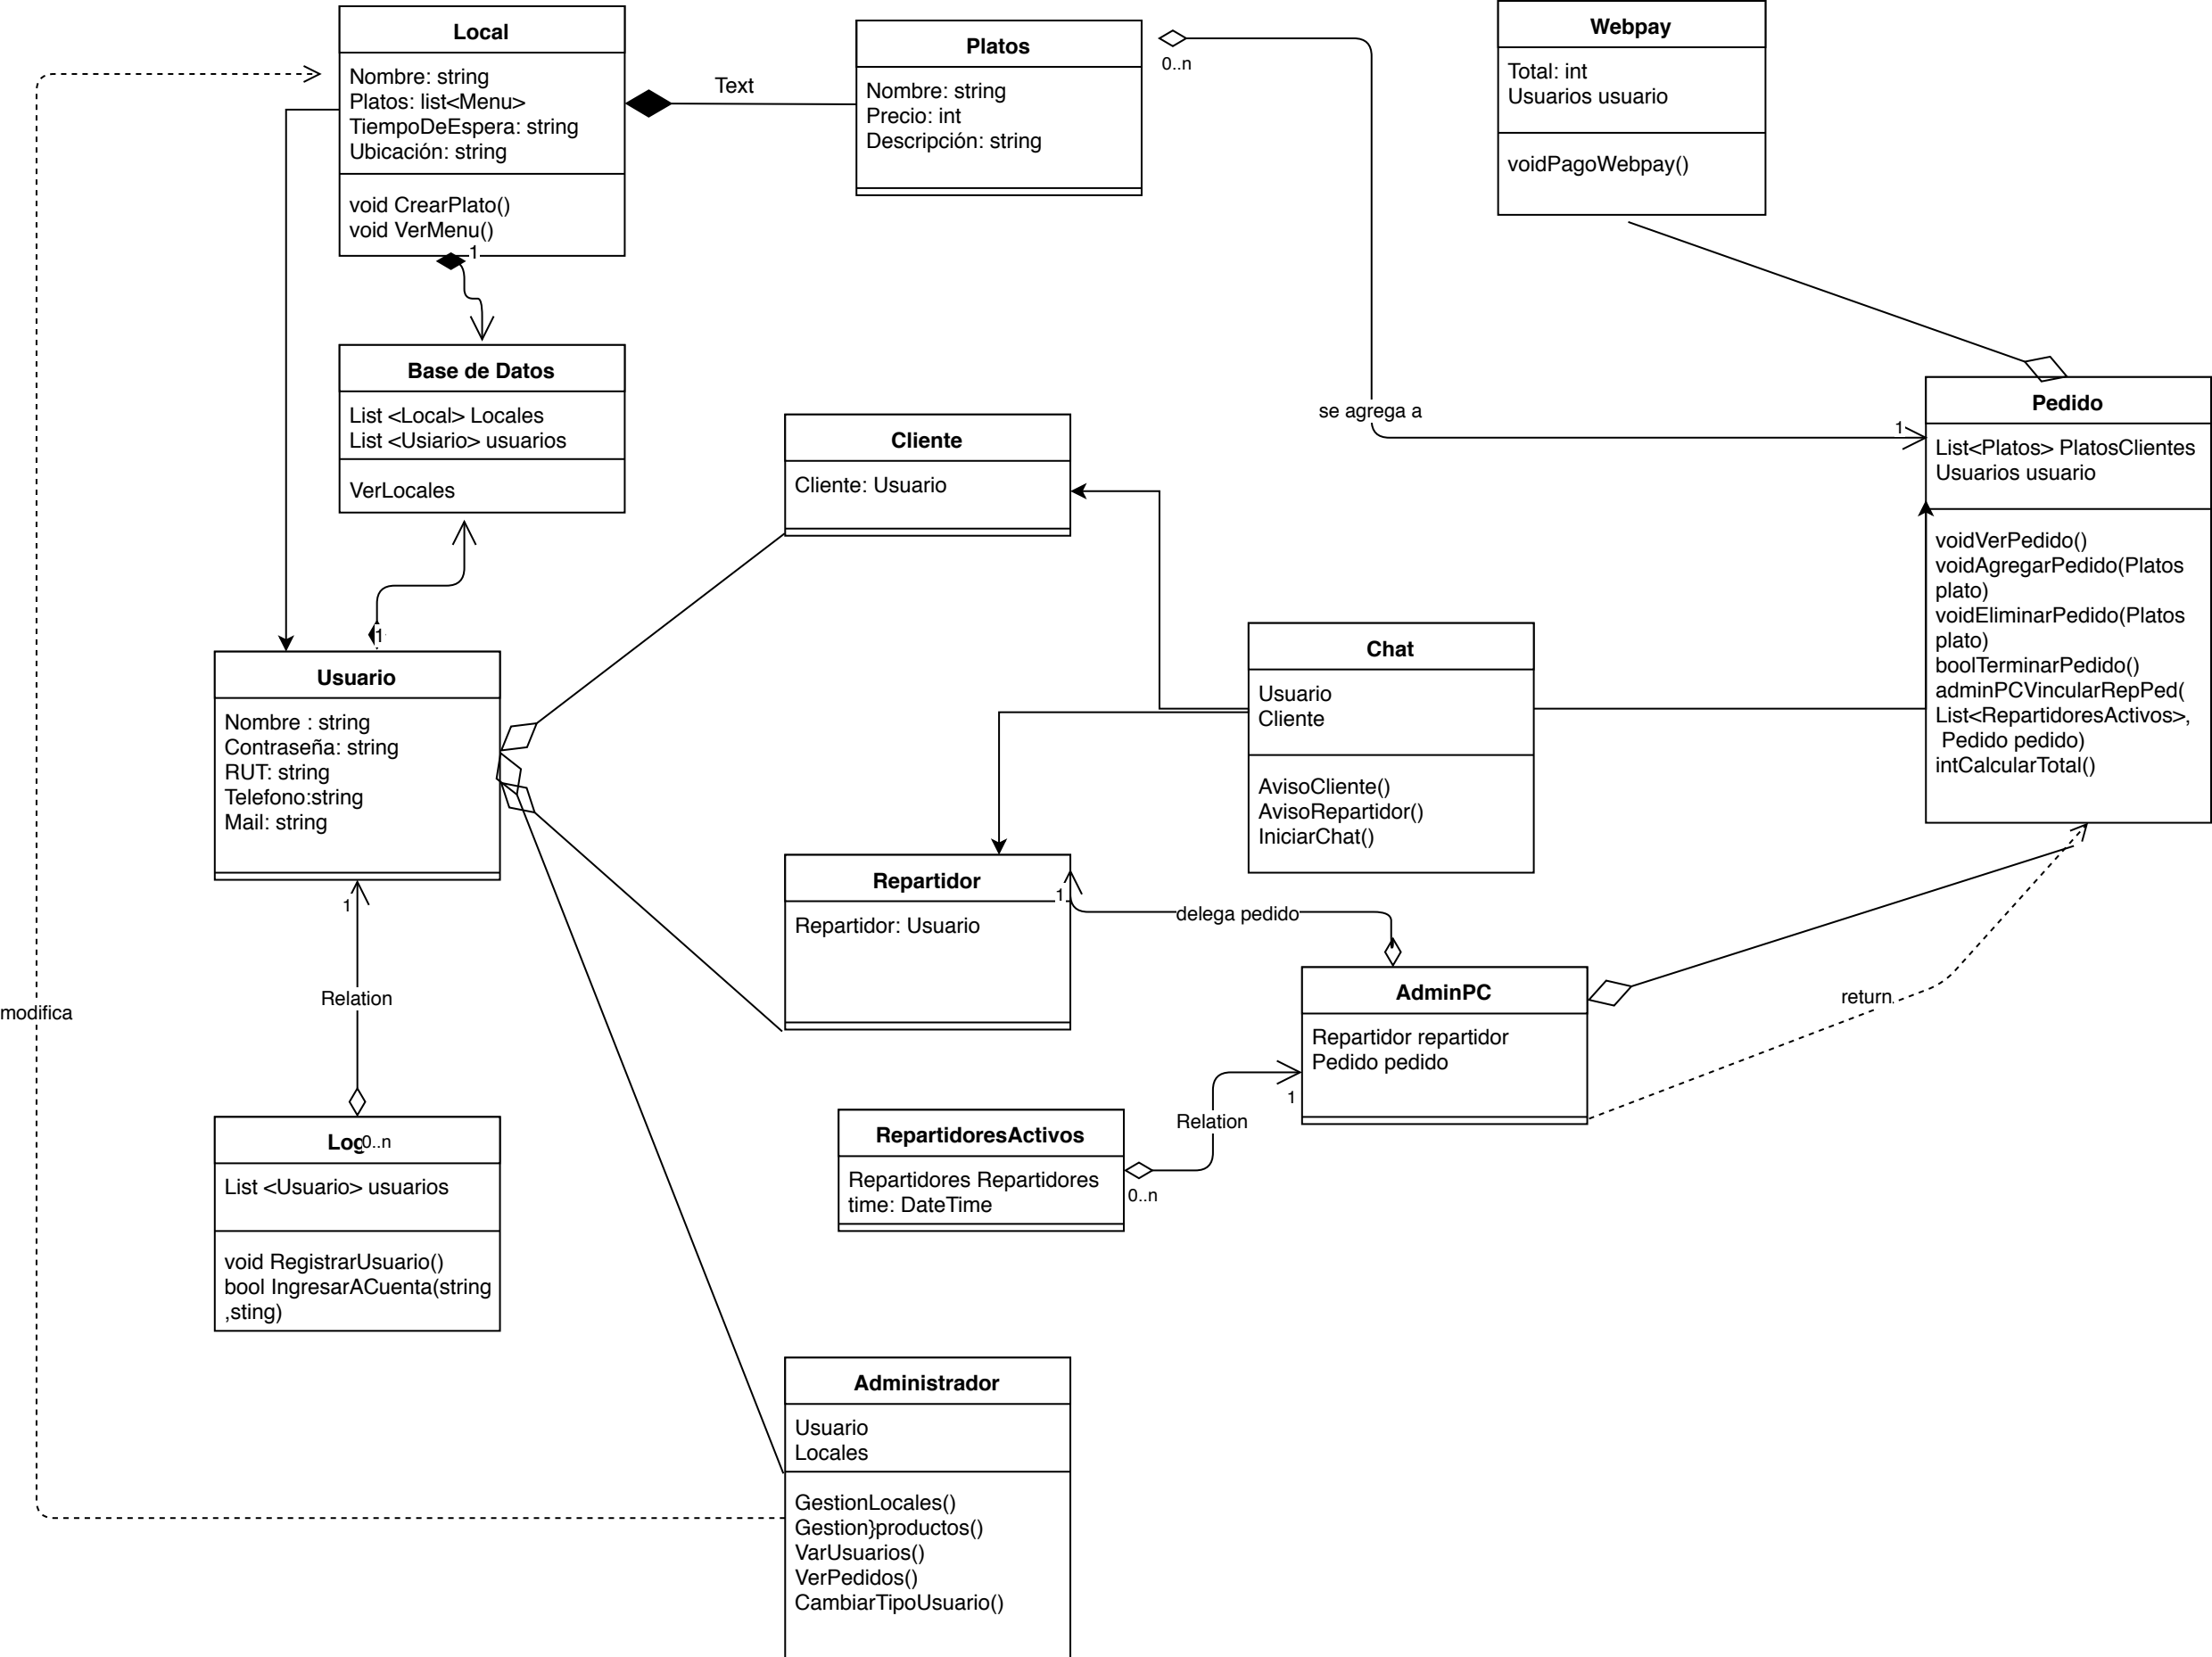 Local
Nombre: string
Platos: list<Menu>
TiempoDeEspera: string
Ubicación: string
void CrearPlato()
void VerMenu()
1
Text
Platos
Nombre: string
Precio: int
Descripción: string
0..n
Webpay
Total: int
Usuarios usuario
voidPagoWebpay()
Base de Datos
List <Local> Locales
List <Usiario> usuarios
VerLocales
Cliente
Cliente: Usuario
se agrega a
1
Pedido
List<Platos> PlatosClientes
Usuarios usuario
voidVerPedido()
voidAgregarPedido(Platos
plato)
voidEliminarPedido(Platos
plato)
boolTerminarPedido()
adminPCVincularRepPed(
List<RepartidoresActivos>,
Pedido pedido)
intCalcularTotal()
1
Usuario
Nombre : string
Contraseña: string
RUT: string
Telefono:string
Mail: string
1
Chat
Usuario
Cliente
AvisoCliente()
AvisoRepartidor()
IniciarChat()
Repartidor
1
Repartidor: Usuario
delega pedido
AdminPC
Repartidor repartidor
Pedido pedido
return
Relation
modifica
1
Relation
RepartidoresActivos
Repartidores Repartidores
time: DateTime
0..n
Log
0..n
List <Usuario> usuarios
void RegistrarUsuario()
bool IngresarACuenta(string
,sting)
Administrador
Usuario
Locales
GestionLocales()
Gestion}productos()
VarUsuarios()
VerPedidos()
CambiarTipoUsuario()